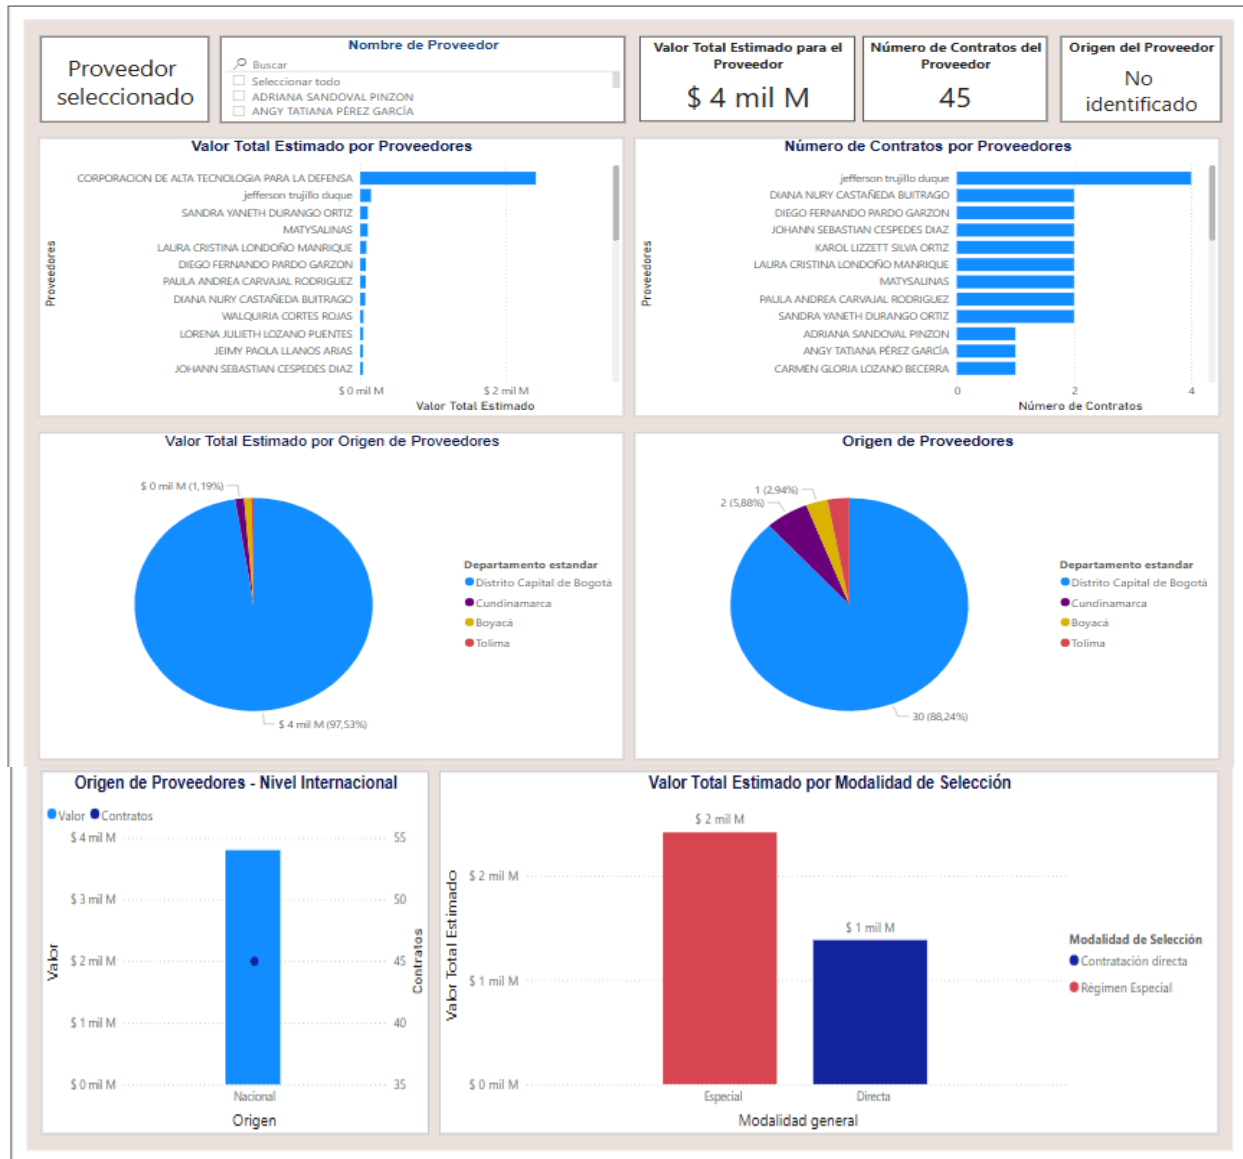 Proveedor
seleccionado
Nombre de Proveedor
Buscar
Seleccionar todo
ADRIANA SANDOVAL PINZON
ANGY TATIANA PÉREZ GARCÍA
Valor Total Estimado para el
Proveedor
$ 4 mil M
Número de Contratos del
Proveedor
45
Origen del Proveedor
No
identificado
Valor Total Estimado por Proveedores
Proveedores
CORPORACION DE ALTA TECNOLOGIA PARA LA DEFENSA
jefferson trujillo duque
SANDRA YANETH DURANGO ORTIZ
MATYSALINAS
LAURA CRISTINA LONDOÑO MANRIQUE
DIEGO FERNANDO PARDO GARZON
PAULA ANDREA CARVAJAL RODRIGUEZ
DIANA NURY CASTAÑEDA BUITRAGO
WALQUIRIA CORTES ROJAS
LORENA JULIETH LOZANO PUENTES
JEIMY PAOLA LLANOS ARIAS
JOHANN SEBASTIAN CESPEDES DIAZ
$ 0 mil M $ 2 mil M
Valor Total Estimado
Número de Contratos por Proveedores
Proveedores
jefferson trujillo duque
DIANA NURY CASTAÑEDA BUITRAGO
DIEGO FERNANDO PARDO GARZON
JOHANN SEBASTIAN CESPEDES DIAZ
KAROL LIZZETT SILVA ORTIZ
LAURA CRISTINA LONDOÑO MANRIQUE
MATYSALINAS
PAULA ANDREA CARVAJAL RODRIGUEZ
SANDRA YANETH DURANGO ORTIZ
ADRIANA SANDOVAL PINZON
ANGY TATIANA PÉREZ GARCÍA
CARMEN GLORIA LOZANO BECERRA
0 2 4
Número de Contratos
Valor Total Estimado por Origen de Proveedores
$ 0 mil M (1,19%)
$ 4 mil M (97,53%)
Departamento estandar
Distrito Capital de Bogotá
Cundinamarca
Boyacá
Tolima
Origen de Proveedores
1 (2,94%)
2 (5,88%)
30 (88,24%)
Departamento estandar
Distrito Capital de Bogotá
Cundinamarca
Boyacá
Tolima
Origen de Proveedores - Nivel Internacional
Valor Contratos
$ 4 mil M 55
$ 3 mil M 50
$ 2 mil M 45
$ 1 mil M 40
$ 0 mil M 35
Valor
Contratos
Nacional
Origen
Valor Total Estimado por Modalidad de Selección
Valor Total Estimado
$ 2 mil M
$ 1 mil M
$ 0 mil M
$ 2 mil M
$ 1 mil M
Especial Directa
Modalidad general
Modalidad de Selección
Contratación directa
Régimen Especial